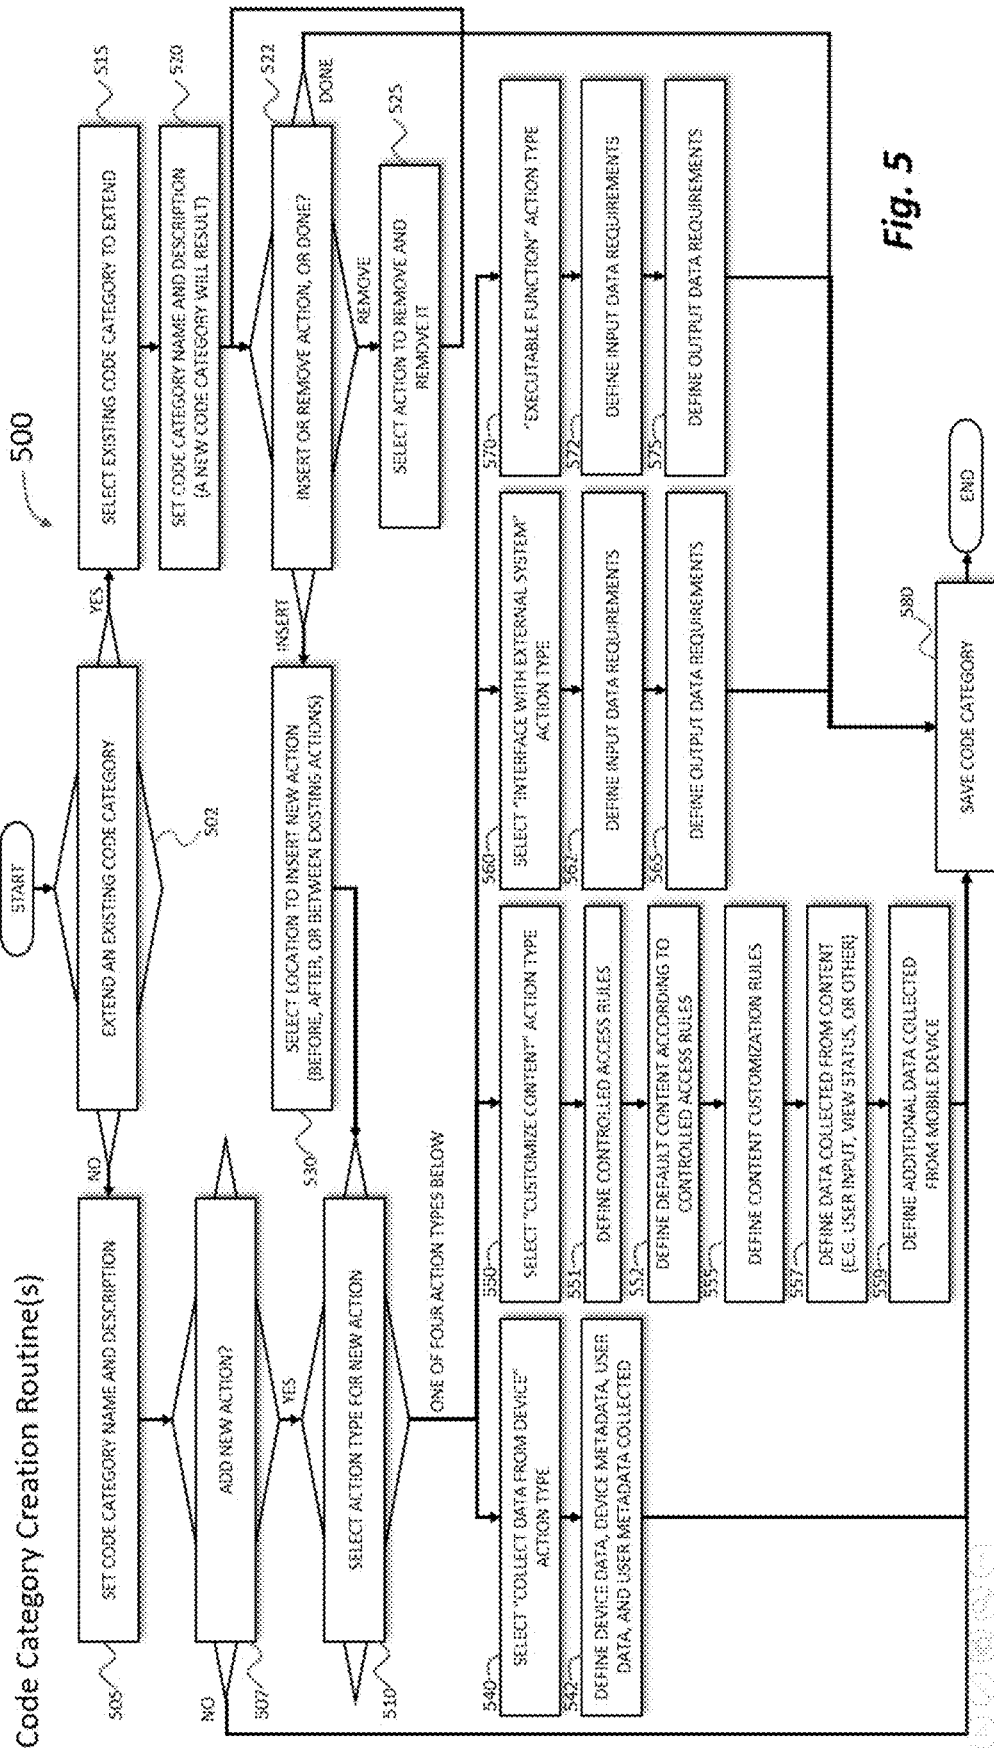 Code Category Creation Routine(s)
500
START
EXTEND AN EXISTING CODE CATEGORY
502
NO
YES
SET CODE CATEGORY NAME AND DESCRIPTION
505
SELECT EXISTING CODE CATEGORY TO EXTEND
515
SET CODE CATEGORY NAME AND DESCRIPTION
(A NEW CODE CATEGORY WILL RESULT)
520
ADD NEW ACTION?
507
NO
YES
INSERT OR REMOVE ACTION, OR DONE?
522
INSERT
DONE
REMOVE
SELECT LOCATION TO INSERT NEW ACTION
(BEFORE, AFTER, OR BETWEEN EXISTING ACTIONS)
530
SELECT ACTION TO REMOVE AND
REMOVE IT
525
SELECT ACTION TYPE FOR NEW ACTION
510
ONE OF FOUR ACTION TYPES BELOW
540
SELECT "COLLECT DATA FROM DEVICE"
ACTION TYPE
542
DEFINE DEVICE DATA, DEVICE METADATA, USER
DATA, AND USER METADATA COLLECTED
550
SELECT "CUSTOMIZE CONTENT" ACTION TYPE
551
DEFINE CONTROLLED ACCESS RULES
552
DEFINE DEFAULT CONTENT ACCORDING TO
CONTROLLED ACCESS RULES
555
DEFINE CONTENT CUSTOMIZATION RULES
557
DEFINE DATA COLLECTED FROM CONTENT
(E.G. USER INPUT, VIEW STATUS, OR OTHER)
559
DEFINE ADDITIONAL DATA COLLECTED
FROM MOBILE DEVICE
560
SELECT "INTERFACE WITH EXTERNAL SYSTEM"
ACTION TYPE
562
DEFINE INPUT DATA REQUIREMENTS
565
DEFINE OUTPUT DATA REQUIREMENTS
570
"EXECUTABLE FUNCTION" ACTION TYPE
572
DEFINE INPUT DATA REQUIREMENTS
575
DEFINE OUTPUT DATA REQUIREMENTS
SAVE CODE CATEGORY
580
END
Fig. 5